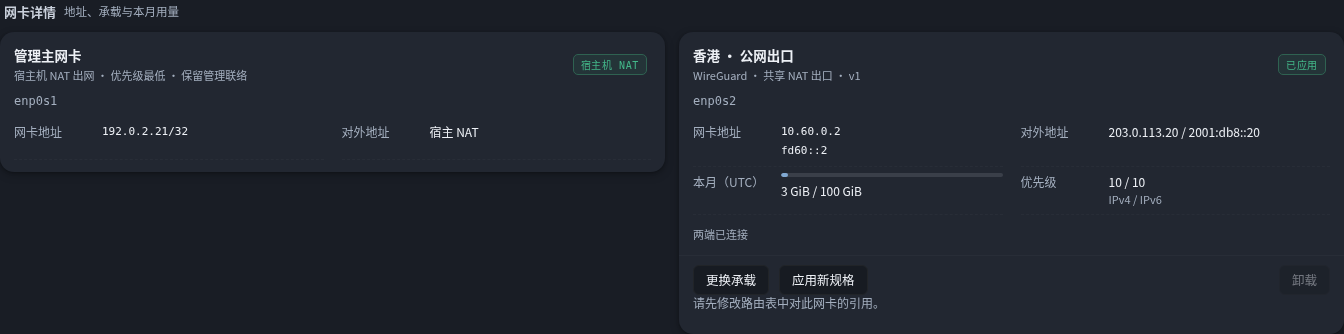 网卡详情 地址、承载与本月用量
管理主网卡
宿主机 NAT 出网 · 优先级最低 · 保留管理联络
宿主机 NAT
enp0s1
网卡地址 192.0.2.21/32 对外地址 宿主 NAT
香港 · 公网出口
WireGuard · 共享 NAT 出口 · v1
已应用
enp0s2
网卡地址 10.60.0.2 对外地址 203.0.113.20 / 2001:db8::20
fd60::2
本月（UTC） 3 GiB / 100 GiB 优先级 10 / 10
IPv4 / IPv6
两端已连接
更换承载 应用新规格 卸载
请先修改路由表中对此网卡的引用。